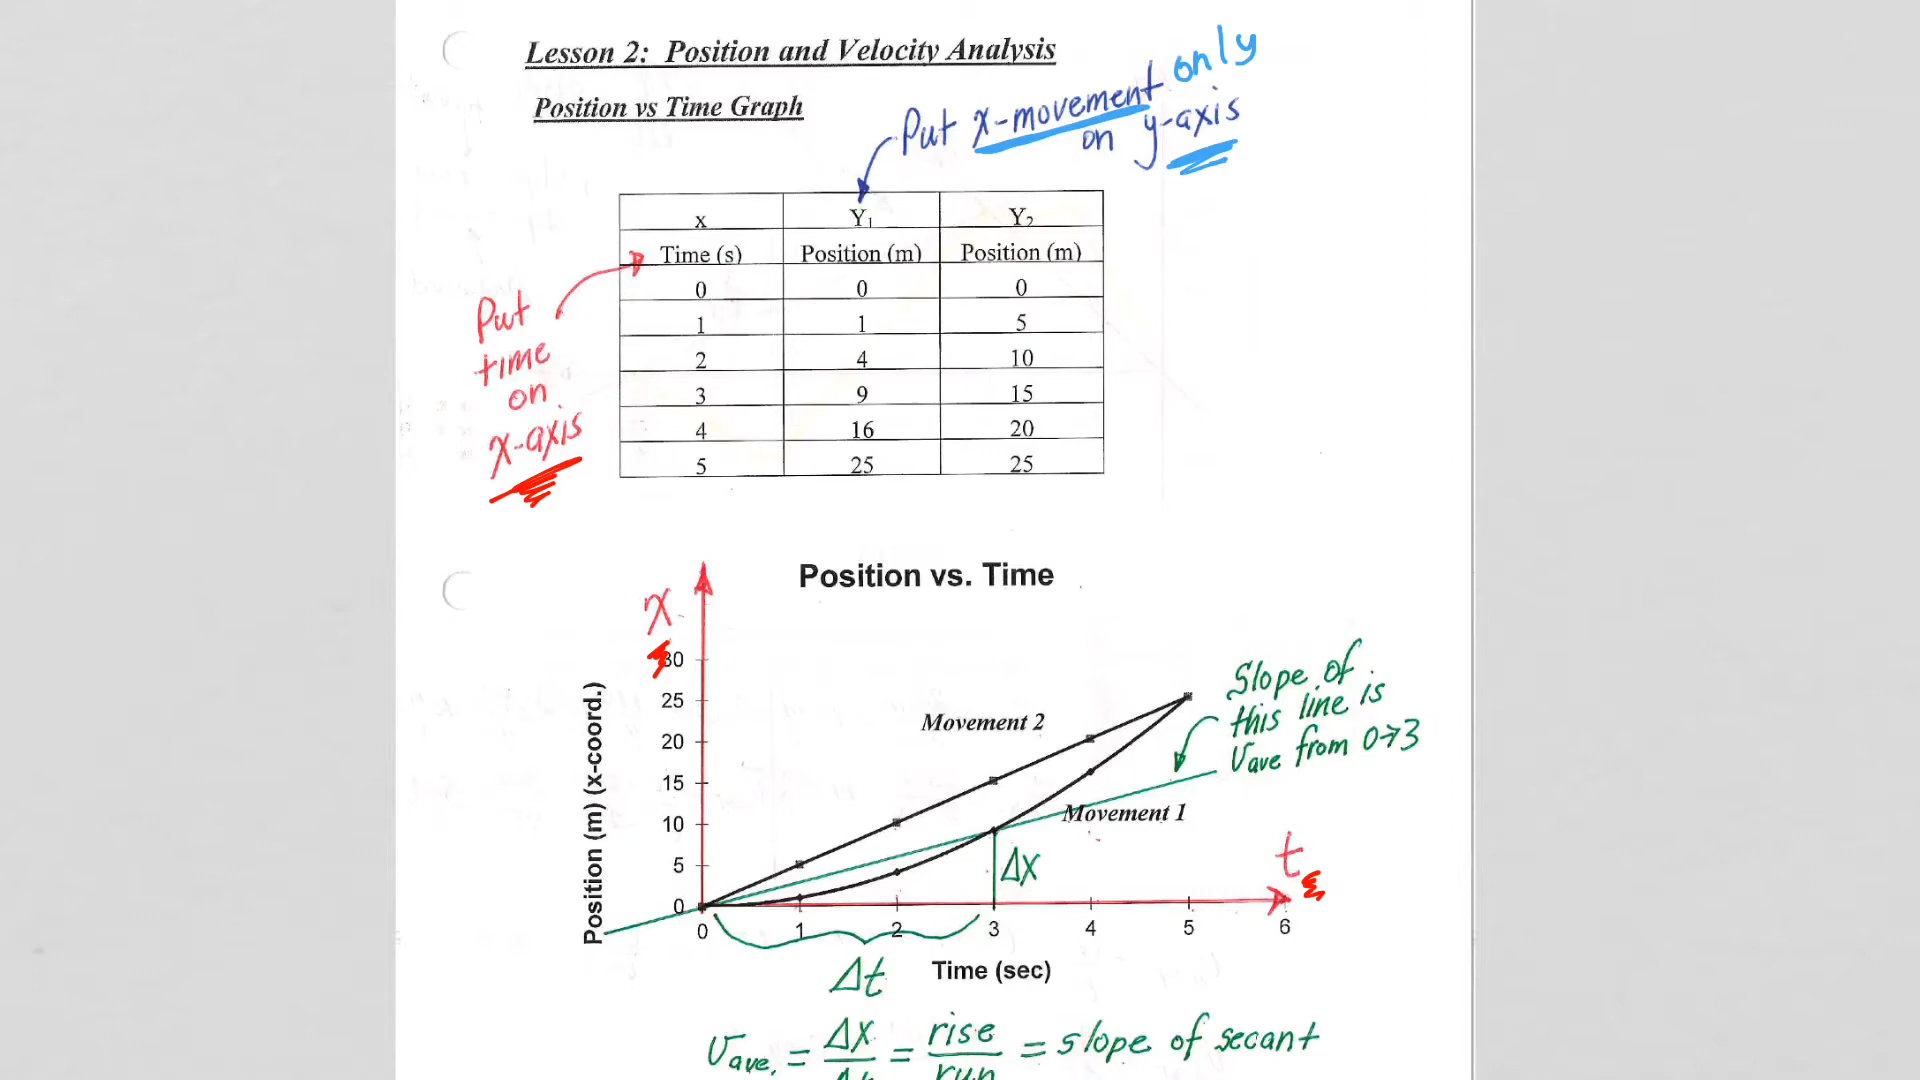 Lesson 2: Position and Velocity Analysis
Position vs Time Graph
Put x-movement only
on y-axis
x Y₁ Y₂
Time (s) Position (m) Position (m)
0 0 0
1 1 5
2 4 10
3 9 15
4 16 20
5 25 25
Put
time
on
x-axis
Position vs. Time
x
30
25
20
15
10
5
0
Position (m) (x-coord.)
Movement 2
Movement 1
Slope of
this line is
Vave from 0→3
Δx
t
0 1 2 3 4 5 6
Δt
Time (sec)
Vave. = Δx = rise = slope of secant
Δt run